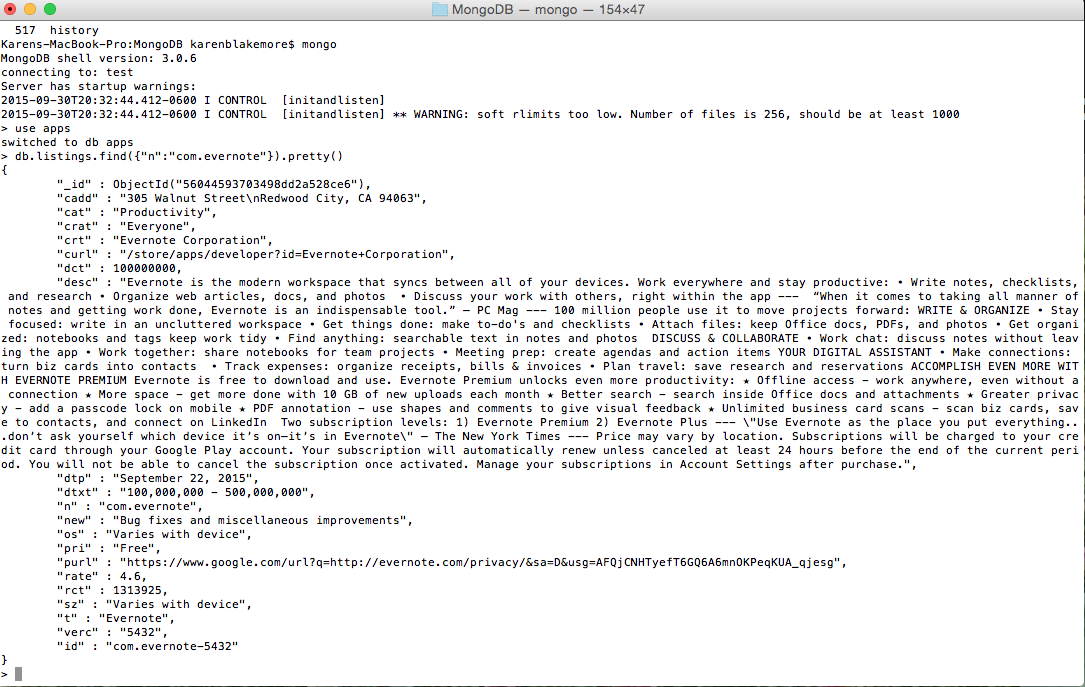 MongoDB — mongo — 154×47
517  history
Karens-MacBook-Pro:MongoDB karenblakemore$ mongo
MongoDB shell version: 3.0.6
connecting to: test
Server has startup warnings:
2015-09-30T20:32:44.412-0600 I CONTROL  [initandlisten]
2015-09-30T20:32:44.412-0600 I CONTROL  [initandlisten] ** WARNING: soft rlimits too low. Number of files is 256, should be at least 1000
> use apps
switched to db apps
> db.listings.find({"n":"com.evernote"}).pretty()
{
"_id" : ObjectId("56044593703498dd2a528ce6"),
"cadd" : "305 Walnut Street\nRedwood City, CA 94063",
"cat" : "Productivity",
"crat" : "Everyone",
"crt" : "Evernote Corporation",
"curl" : "/store/apps/developer?id=Evernote+Corporation",
"dct" : 100000000,
"desc" : "Evernote is the modern workspace that syncs between all of your devices. Work everywhere and stay productive: • Write notes, checklists,
and research • Organize web articles, docs, and photos  • Discuss your work with others, right within the app ---  “When it comes to taking all manner of
notes and getting work done, Evernote is an indispensable tool.” – PC Mag --- 100 million people use it to move projects forward: WRITE & ORGANIZE • Stay
focused: write in an uncluttered workspace • Get things done: make to-do's and checklists • Attach files: keep Office docs, PDFs, and photos • Get organi
zed: notebooks and tags keep work tidy • Find anything: searchable text in notes and photos  DISCUSS & COLLABORATE • Work chat: discuss notes without leav
ing the app • Work together: share notebooks for team projects • Meeting prep: create agendas and action items YOUR DIGITAL ASSISTANT • Make connections:
turn biz cards into contacts  • Track expenses: organize receipts, bills & invoices • Plan travel: save research and reservations ACCOMPLISH EVEN MORE WIT
H EVERNOTE PREMIUM Evernote is free to download and use. Evernote Premium unlocks even more productivity: ★ Offline access – work anywhere, even without a
connection ★ More space – get more done with 10 GB of new uploads each month ★ Better search – search inside Office docs and attachments ★ Greater privac
y – add a passcode lock on mobile ★ PDF annotation – use shapes and comments to give visual feedback ★ Unlimited business card scans – scan biz cards, sav
e to contacts, and connect on LinkedIn  Two subscription levels: 1) Evernote Premium 2) Evernote Plus --- \"Use Evernote as the place you put everything..
.don’t ask yourself which device it’s on—it’s in Evernote\" – The New York Times --- Price may vary by location. Subscriptions will be charged to your cre
dit card through your Google Play account. Your subscription will automatically renew unless canceled at least 24 hours before the end of the current peri
od. You will not be able to cancel the subscription once activated. Manage your subscriptions in Account Settings after purchase.",
"dtp" : "September 22, 2015",
"dtxt" : "100,000,000 - 500,000,000",
"n" : "com.evernote",
"new" : "Bug fixes and miscellaneous improvements",
"os" : "Varies with device",
"pri" : "Free",
"purl" : "https://www.google.com/url?q=http://evernote.com/privacy/&sa=D&usg=AFQjCNHTyefT6GQ6A6mnOKPeqKUA_qjesg",
"rate" : 4.6,
"rct" : 1313925,
"sz" : "Varies with device",
"t" : "Evernote",
"verc" : "5432",
"id" : "com.evernote-5432"
}
>